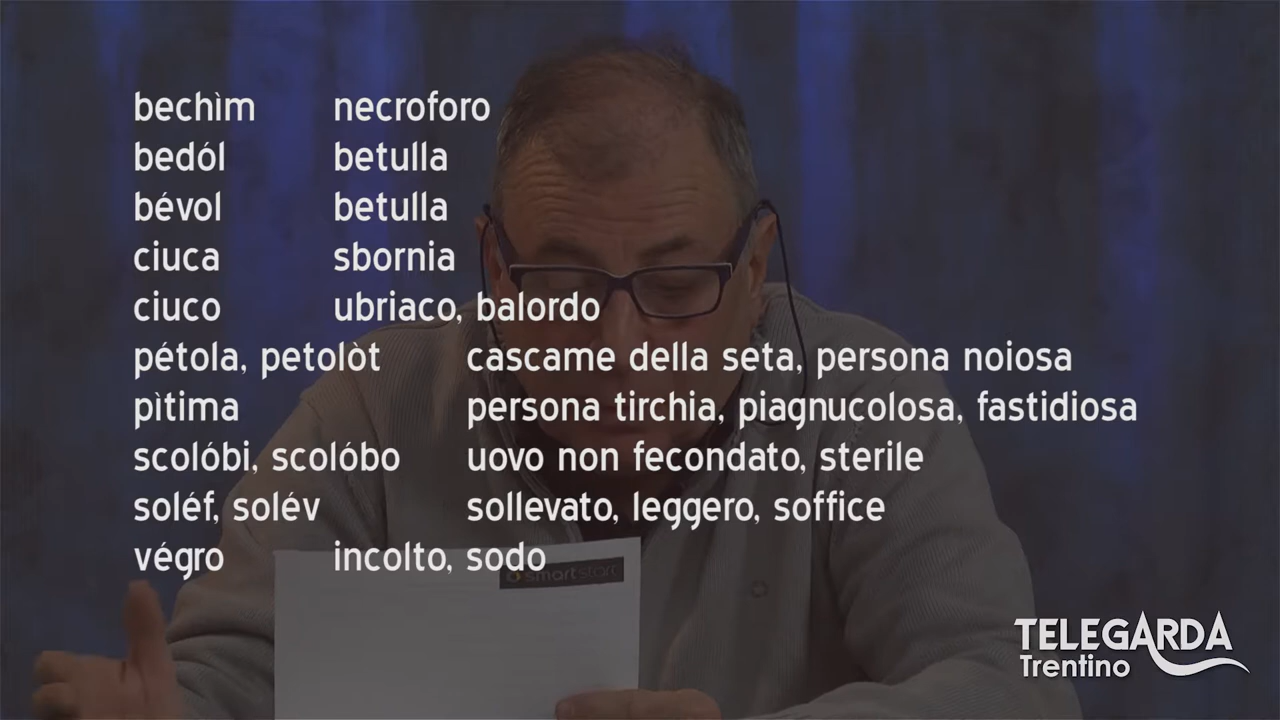 bechìm necroforo
bedól betulla
bévol betulla
ciuca sbornia
ciuco ubriaco, balordo
pétola, petolòt cascame della seta, persona noiosa
pìtima persona tirchia, piagnucolosa, fastidiosa
scolóbi, scolóbo uovo non fecondato, sterile
soléf, solév sollevato, leggero, soffice
végro incolto, sodo
smart start
TELEGARDA
Trentino